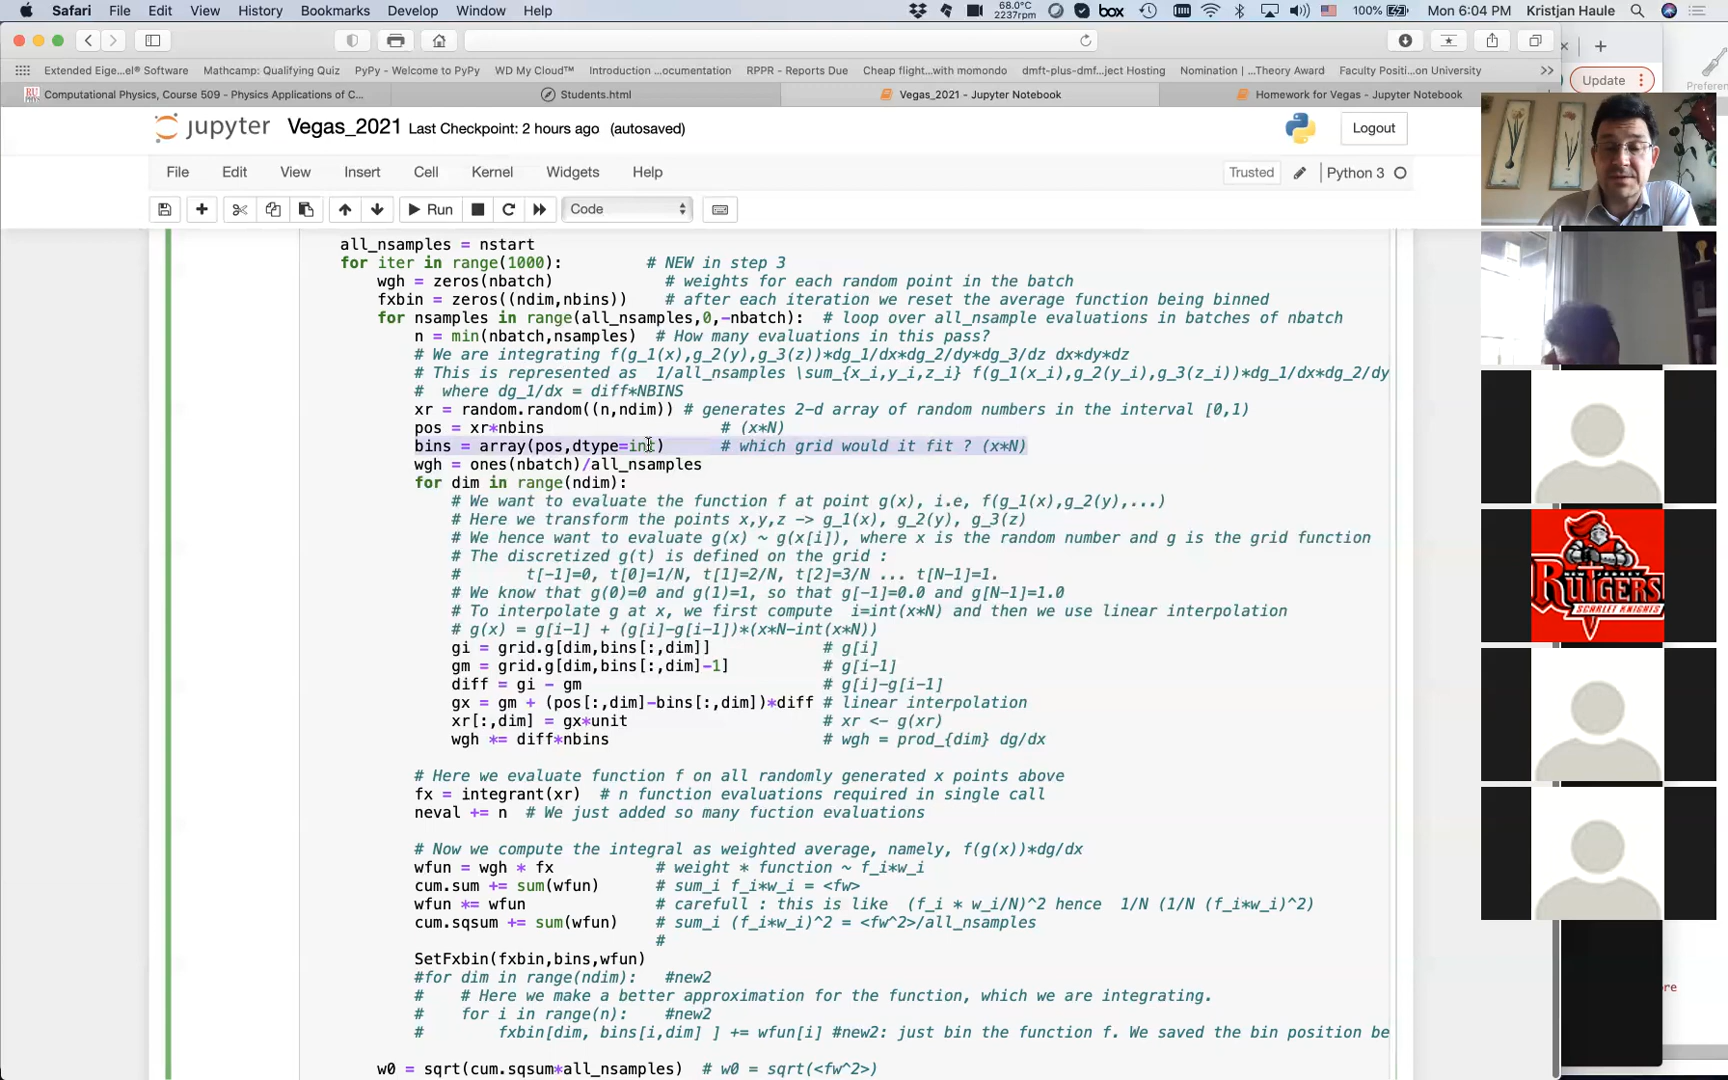 Safari File Edit View History Bookmarks Develop Window Help
68.0°C
2237rpm
box
100%
Mon 6:04 PM Kristjan Haule
Extended Eige...el® Software Mathcamp: Qualifying Quiz PyPy - Welcome to PyPy WD My Cloud™ Introduction ...ocumentation RPPR - Reports Due Cheap flight...with momondo dmft-plus-dmf...ject Hosting Nomination |...Theory Award Faculty Positi...on University
Update
Preferen
Computational Physics, Course 509 - Physics Applications of C... Students.html Vegas_2021 - Jupyter Notebook Homework for Vegas - Jupyter Notebook
jupyter Vegas_2021 Last Checkpoint: 2 hours ago (autosaved)
Logout
File Edit View Insert Cell Kernel Widgets Help
Trusted Python 3
Run Code
all_nsamples = nstart
for iter in range(1000): # NEW in step 3
wgh = zeros(nbatch) # weights for each random point in the batch
fxbin = zeros((ndim,nbins)) # after each iteration we reset the average function being binned
for nsamples in range(all_nsamples,0,-nbatch): # loop over all_nsample evaluations in batches of nbatch
n = min(nbatch,nsamples) # How many evaluations in this pass?
# We are integrating f(g_1(x),g_2(y),g_3(z))*dg_1/dx*dg_2/dy*dg_3/dz dx*dy*dz
# This is represented as 1/all_nsamples \sum_{x_i,y_i,z_i} f(g_1(x_i),g_2(y_i),g_3(z_i))*dg_1/dx*dg_2/dy
# where dg_1/dx = diff*NBINS
xr = random.random((n,ndim)) # generates 2-d array of random numbers in the interval [0,1)
pos = xr*nbins # (x*N)
bins = array(pos,dtype=int) # which grid would it fit ? (x*N)
wgh = ones(nbatch)/all_nsamples
for dim in range(ndim):
# We want to evaluate the function f at point g(x), i.e, f(g_1(x),g_2(y),...)
# Here we transform the points x,y,z -> g_1(x), g_2(y), g_3(z)
# We hence want to evaluate g(x) ~ g(x[i]), where x is the random number and g is the grid function
# The discretized g(t) is defined on the grid :
# t[-1]=0, t[0]=1/N, t[1]=2/N, t[2]=3/N ... t[N-1]=1.
# We know that g(0)=0 and g(1)=1, so that g[-1]=0.0 and g[N-1]=1.0
# To interpolate g at x, we first compute i=int(x*N) and then we use linear interpolation
# g(x) = g[i-1] + (g[i]-g[i-1])*(x*N-int(x*N))
gi = grid.g[dim,bins[:,dim]] # g[i]
gm = grid.g[dim,bins[:,dim]-1] # g[i-1]
diff = gi - gm # g[i]-g[i-1]
gx = gm + (pos[:,dim]-bins[:,dim])*diff # linear interpolation
xr[:,dim] = gx*unit # xr <- g(xr)
wgh *= diff*nbins # wgh = prod_{dim} dg/dx
# Here we evaluate function f on all randomly generated x points above
fx = integrant(xr) # n function evaluations required in single call
neval += n # We just added so many fuction evaluations
# Now we compute the integral as weighted average, namely, f(g(x))*dg/dx
wfun = wgh * fx # weight * function ~ f_i*w_i
cum.sum += sum(wfun) # sum_i f_i*w_i = <fw>
wfun *= wfun # carefull : this is like (f_i * w_i/N)^2 hence 1/N (1/N (f_i*w_i)^2)
cum.sqsum += sum(wfun) # sum_i (f_i*w_i)^2 = <fw^2>/all_nsamples
#
SetFxbin(fxbin,bins,wfun)
#for dim in range(ndim): #new2
# # Here we make a better approximation for the function, which we are integrating.
# for i in range(n): #new2
# fxbin[dim, bins[i,dim] ] += wfun[i] #new2: just bin the function f. We saved the bin position be
w0 = sqrt(cum.sqsum*all_nsamples) # w0 = sqrt(<fw^2>)
RUTGERS
SCARLET KNIGHTS
ore